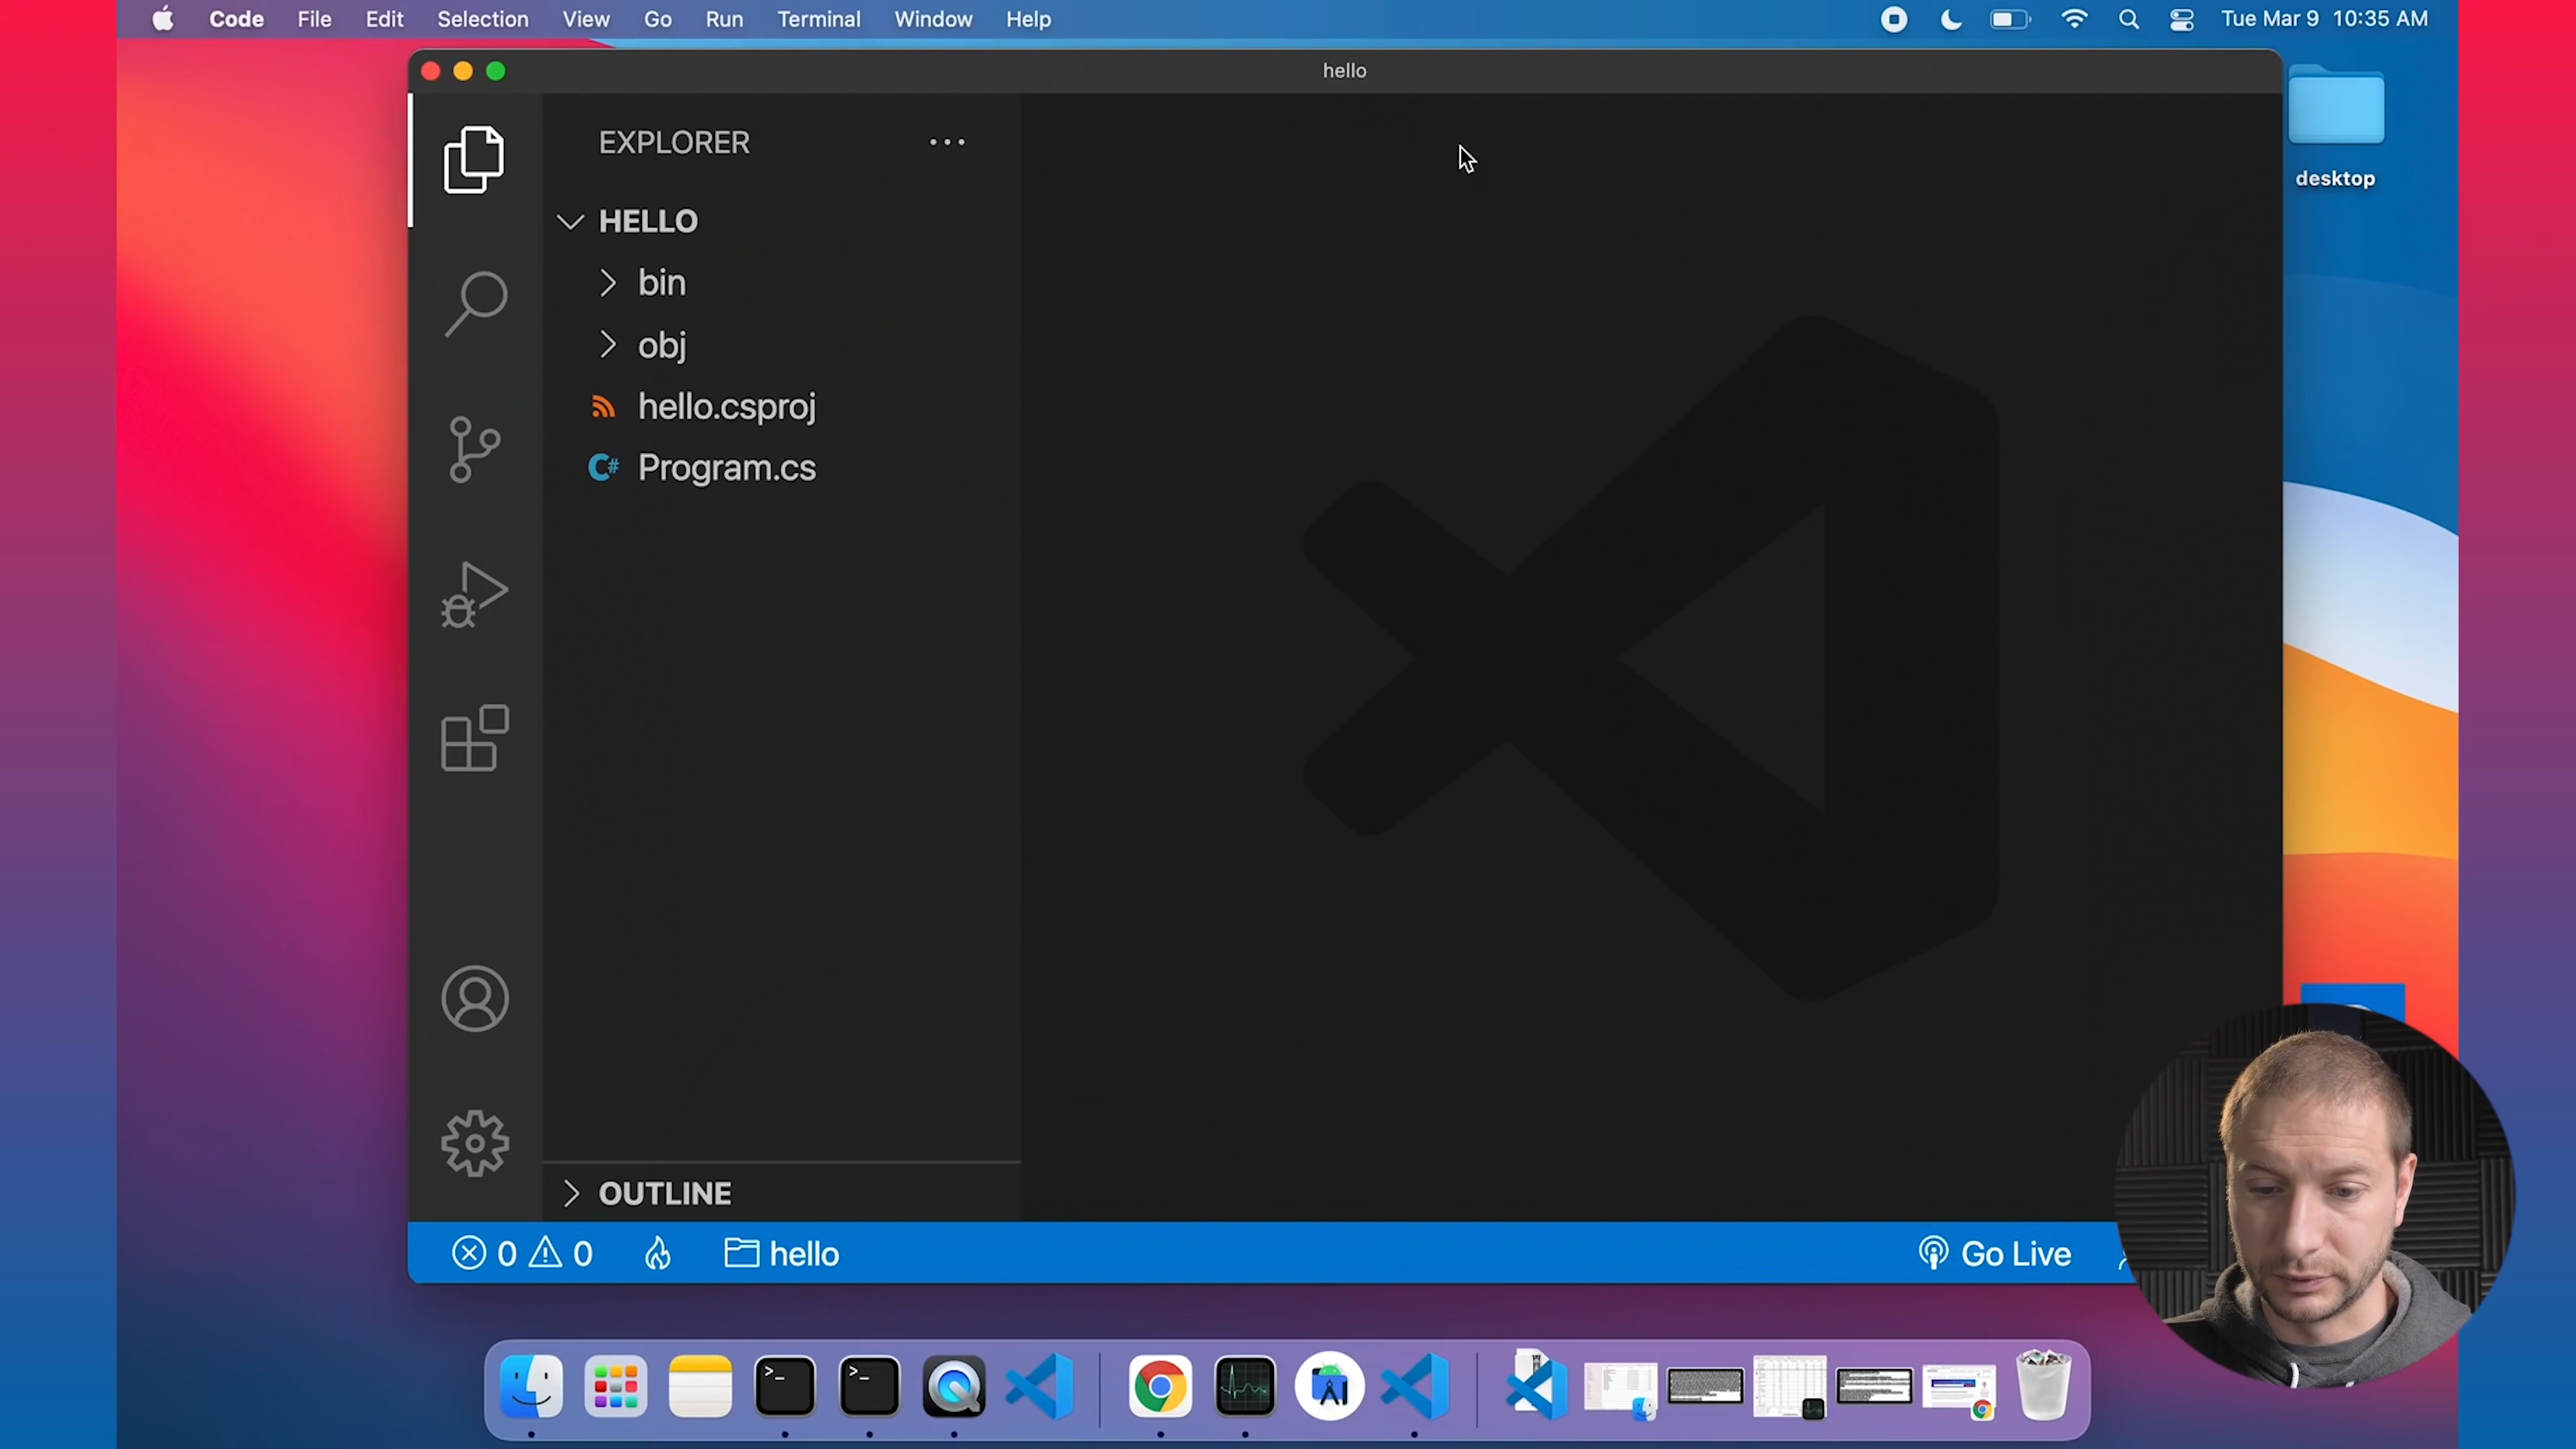 Code File Edit Selection View Go Run Terminal Window Help Tue Mar 9 10:35 AM
hello
desktop
EXPLORER
HELLO
bin
obj
hello.csproj
C# Program.cs
OUTLINE
0 0 hello Go Live
>_ >_